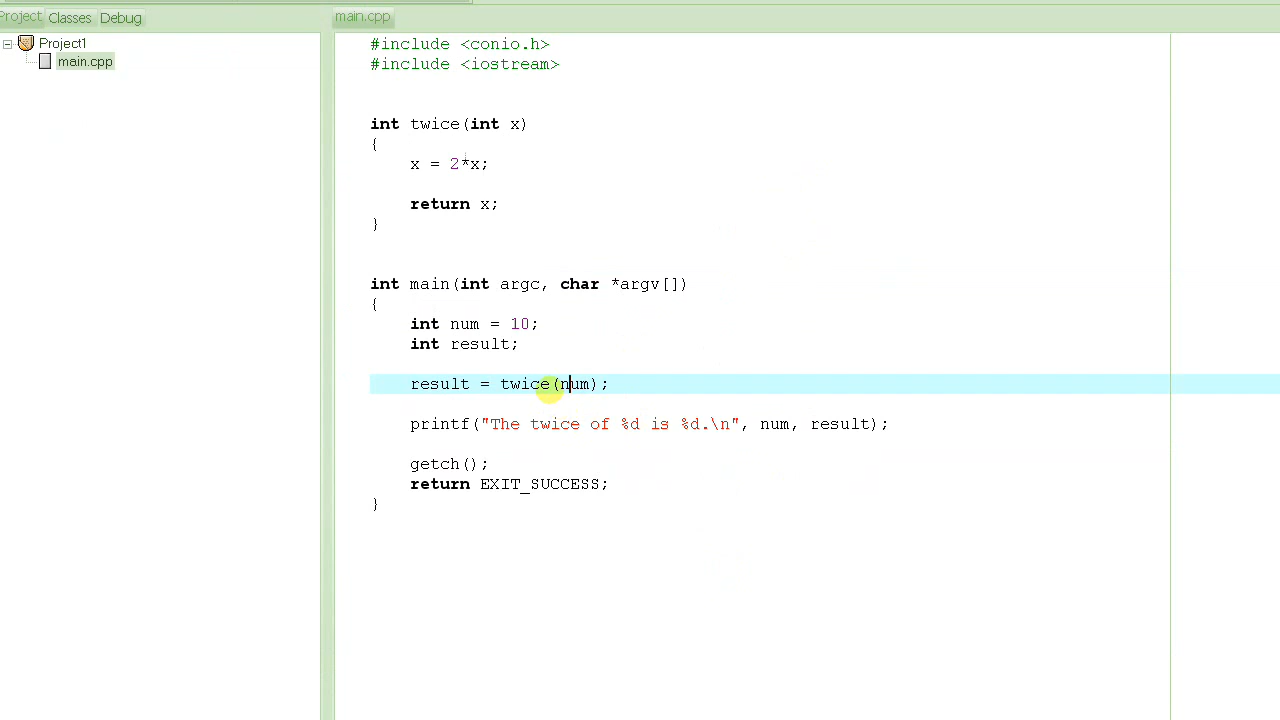 Project Classes Debug
Project1
main.cpp
main.cpp
#include <conio.h>
#include <iostream>
int twice(int x)
{
x = 2*x;
return x;
}
int main(int argc, char *argv[])
{
int num = 10;
int result;
result = twice(num);
printf("The twice of %d is %d.\n", num, result);
getch();
return EXIT_SUCCESS;
}